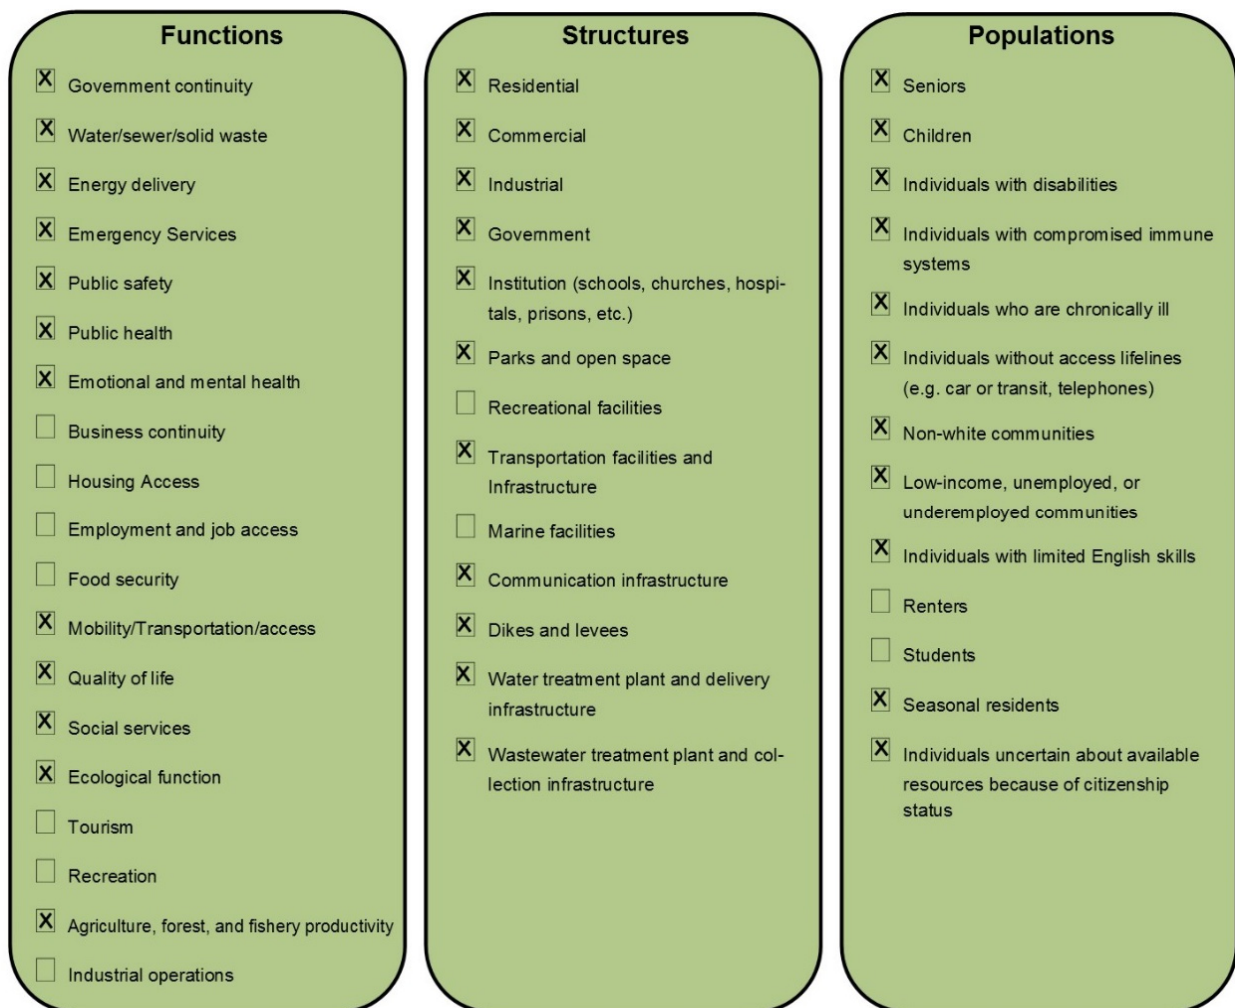 Functions
X Government continuity
X Water/sewer/solid waste
X Energy delivery
X Emergency Services
X Public safety
X Public health
X Emotional and mental health
Business continuity
Housing Access
Employment and job access
Food security
X Mobility/Transportation/access
X Quality of life
X Social services
X Ecological function
Tourism
Recreation
X Agriculture, forest, and fishery productivity
Industrial operations
Structures
X Residential
X Commercial
X Industrial
X Government
X Institution (schools, churches, hospi-
tals, prisons, etc.)
X Parks and open space
Recreational facilities
X Transportation facilities and
Infrastructure
Marine facilities
X Communication infrastructure
X Dikes and levees
X Water treatment plant and delivery
infrastructure
X Wastewater treatment plant and col-
lection infrastructure
Populations
X Seniors
X Children
X Individuals with disabilities
X Individuals with compromised immune
systems
X Individuals who are chronically ill
X Individuals without access lifelines
(e.g. car or transit, telephones)
X Non-white communities
X Low-income, unemployed, or
underemployed communities
X Individuals with limited English skills
Renters
Students
X Seasonal residents
X Individuals uncertain about available
resources because of citizenship
status